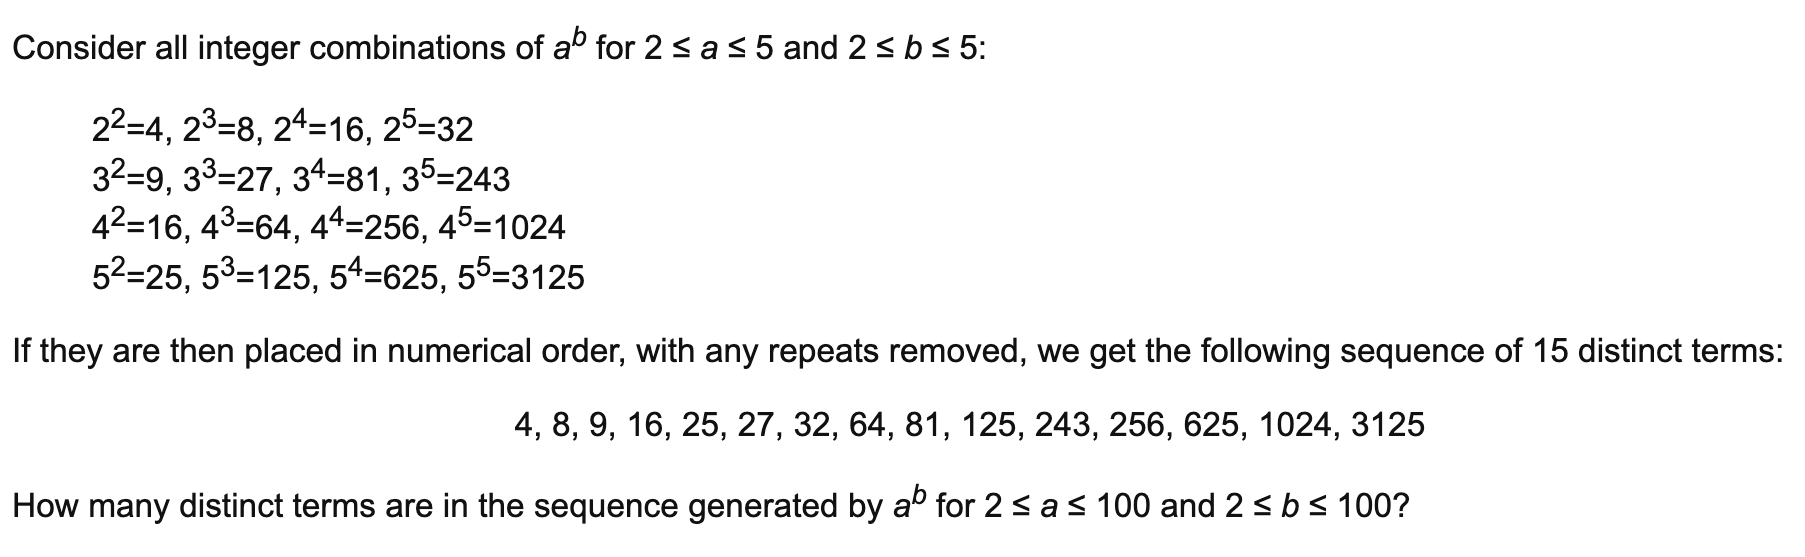 Consider all integer combinations of a^b for 2 ≤ a ≤ 5 and 2 ≤ b ≤ 5:
2^2=4, 2^3=8, 2^4=16, 2^5=32
3^2=9, 3^3=27, 3^4=81, 3^5=243
4^2=16, 4^3=64, 4^4=256, 4^5=1024
5^2=25, 5^3=125, 5^4=625, 5^5=3125
If they are then placed in numerical order, with any repeats removed, we get the following sequence of 15 distinct terms:
4, 8, 9, 16, 25, 27, 32, 64, 81, 125, 243, 256, 625, 1024, 3125
How many distinct terms are in the sequence generated by a^b for 2 ≤ a ≤ 100 and 2 ≤ b ≤ 100?